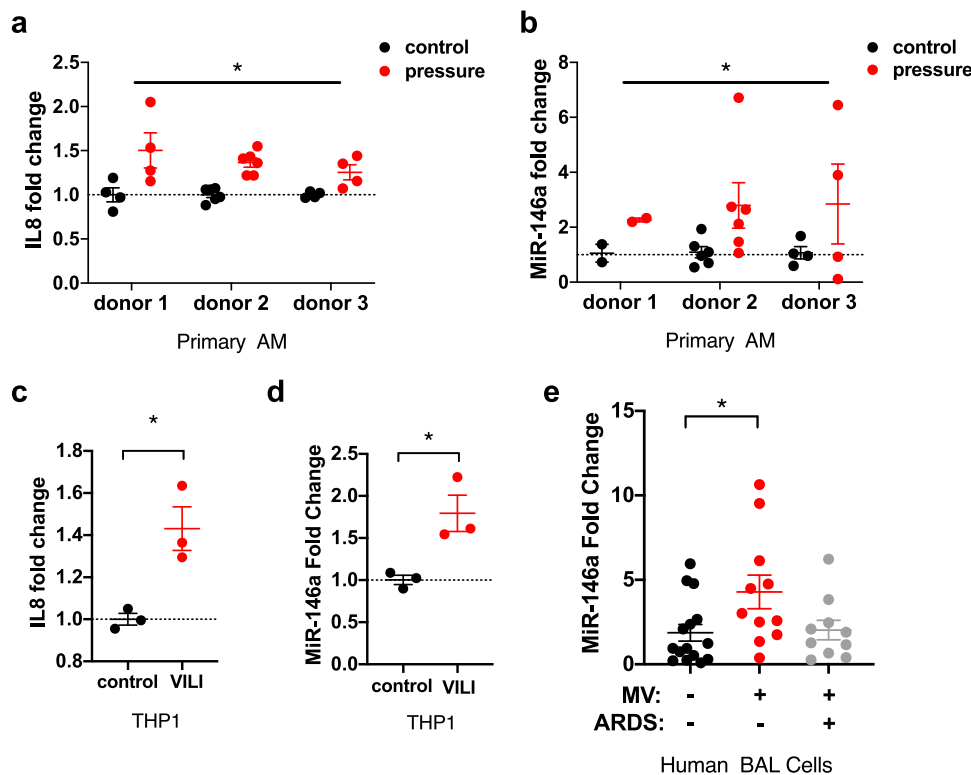 a
control
pressure
IL8 fold change
2.5
2.0
1.5
1.0
0.5
0.0
*
donor 1 donor 2 donor 3
Primary AM
b
control
pressure
MiR-146a fold change
8
6
4
2
0
*
donor 1 donor 2 donor 3
Primary AM
c
IL8 fold change
1.8
1.6
1.4
1.2
1.0
0.8
*
control VILI
THP1
d
MiR-146a Fold Change
2.5
2.0
1.5
1.0
0.5
0.0
*
control VILI
THP1
e
MiR-146a Fold Change
15
10
5
0
*
MV: - + +
ARDS: - - +
Human BAL Cells